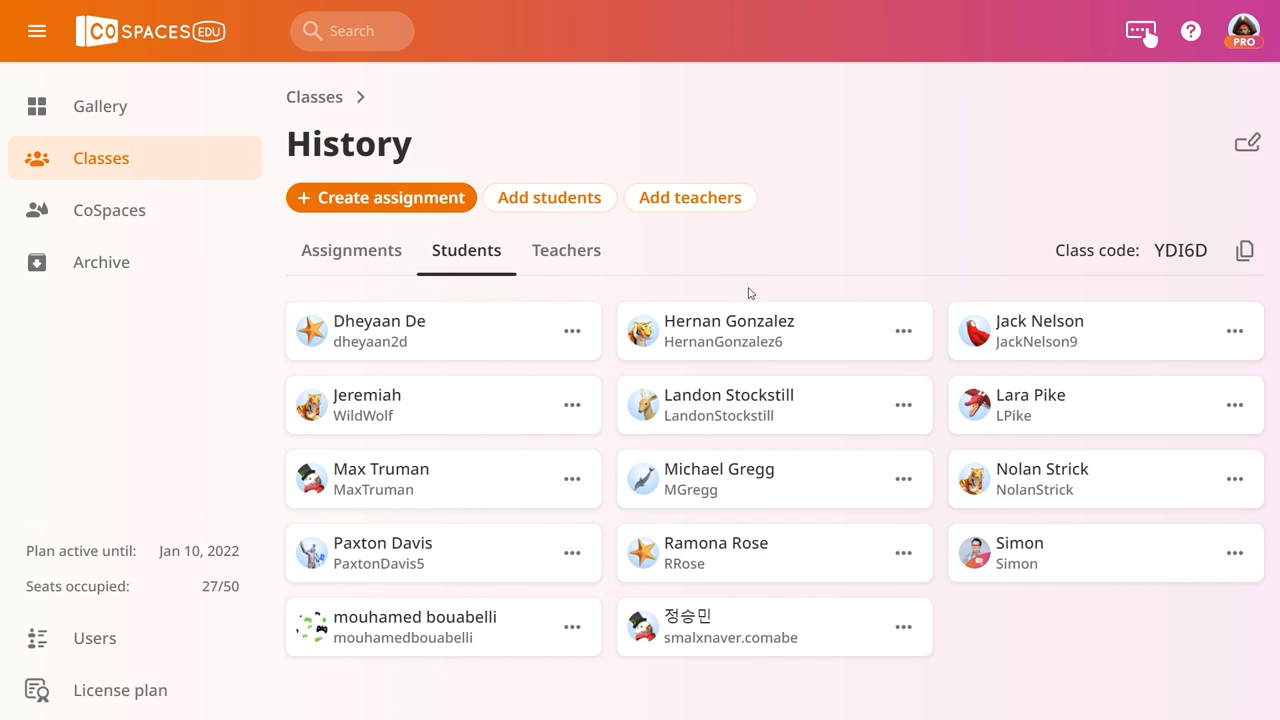 COSPACES EDU
Search
PRO
Gallery
Classes
CoSpaces
Archive
Plan active until: Jan 10, 2022
Seats occupied: 27/50
Users
License plan
Classes
History
+ Create assignment
Add students
Add teachers
Assignments
Students
Teachers
Class code: YDI6D
Dheyaan De
dheyaan2d
Hernan Gonzalez
HernanGonzalez6
Jack Nelson
JackNelson9
Jeremiah
WildWolf
Landon Stockstill
LandonStockstill
Lara Pike
LPike
Max Truman
MaxTruman
Michael Gregg
MGregg
Nolan Strick
NolanStrick
Paxton Davis
PaxtonDavis5
Ramona Rose
RRose
Simon
Simon
mouhamed bouabelli
mouhamedbouabelli
정승민
smalxnaver.comabe